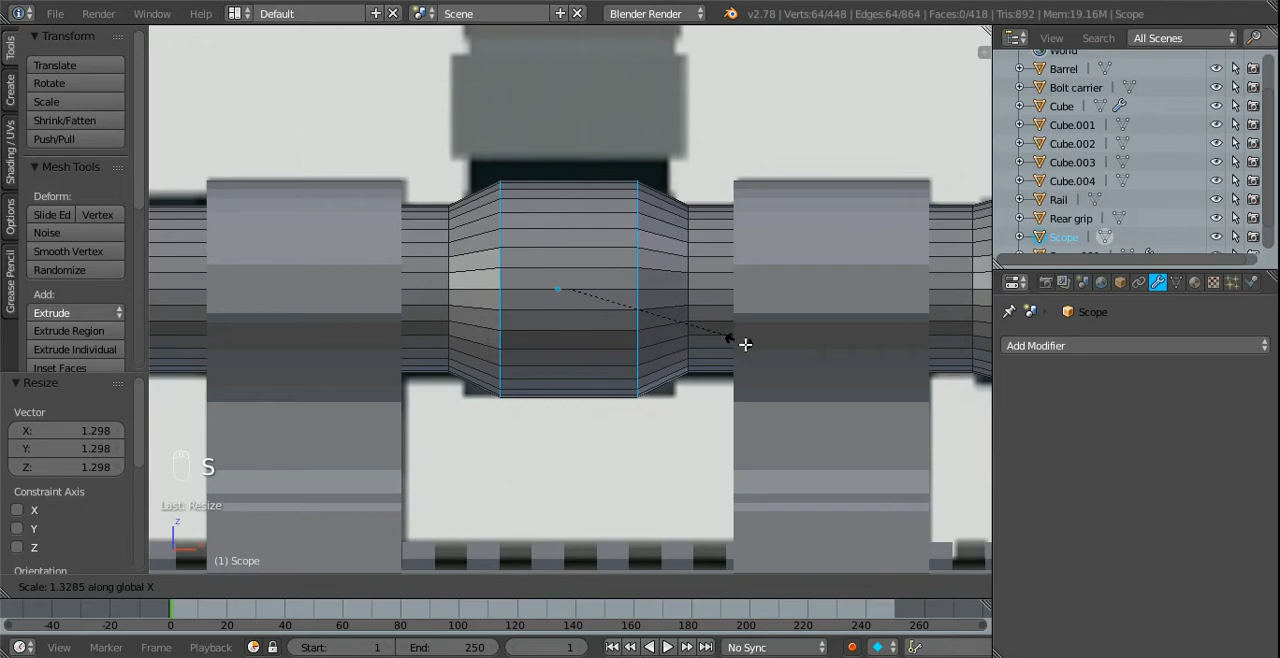 File Render Window Help Default Scene Blender Render v2.78 | Verts:64/448 | Edges:64/864 | Faces:0/418 | Tris:892 | Mem:19.16M | Scope
Tools
Create
Shading / UVs
Options
Grease Pencil
Transform
Translate
Rotate
Scale
Shrink/Fatten
Push/Pull
Mesh Tools
Deform:
Slide Ed Vertex
Noise
Smooth Vertex
Randomize
Add:
Extrude
Extrude Region
Extrude Individual
Inset Faces
Resize
Vector
X: 1.298
Y: 1.298
Z: 1.298
Constraint Axis
X
Y
Z
Orientation
S
Last: Resize
z
(1) Scope
Scale: 1.3285 along global X
View Search All Scenes
World
Barrel
Bolt carrier
Cube
Cube.001
Cube.002
Cube.003
Cube.004
Rail
Rear grip
Scope
Scope
Add Modifier
-40 -20 0 20 40 60 80 100 120 140 160 180 200 220 240 260
View Marker Frame Playback Start: 1 End: 250 1 No Sync